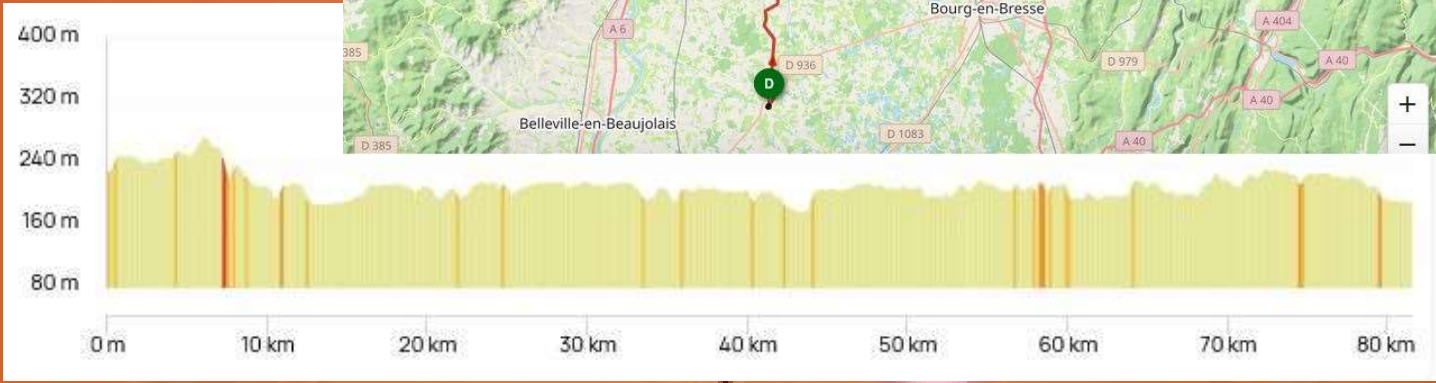 400 m
320 m
240 m
160 m
80 m
0 m
10 km
20 km
30 km
40 km
50 km
60 km
70 km
80 km
Bourg-en-Bresse
A 6
A 404
385
D 936
D 979
A 40
D
A 40
+
Belleville-en-Beaujolais
D 1083
D 385
A 40
−